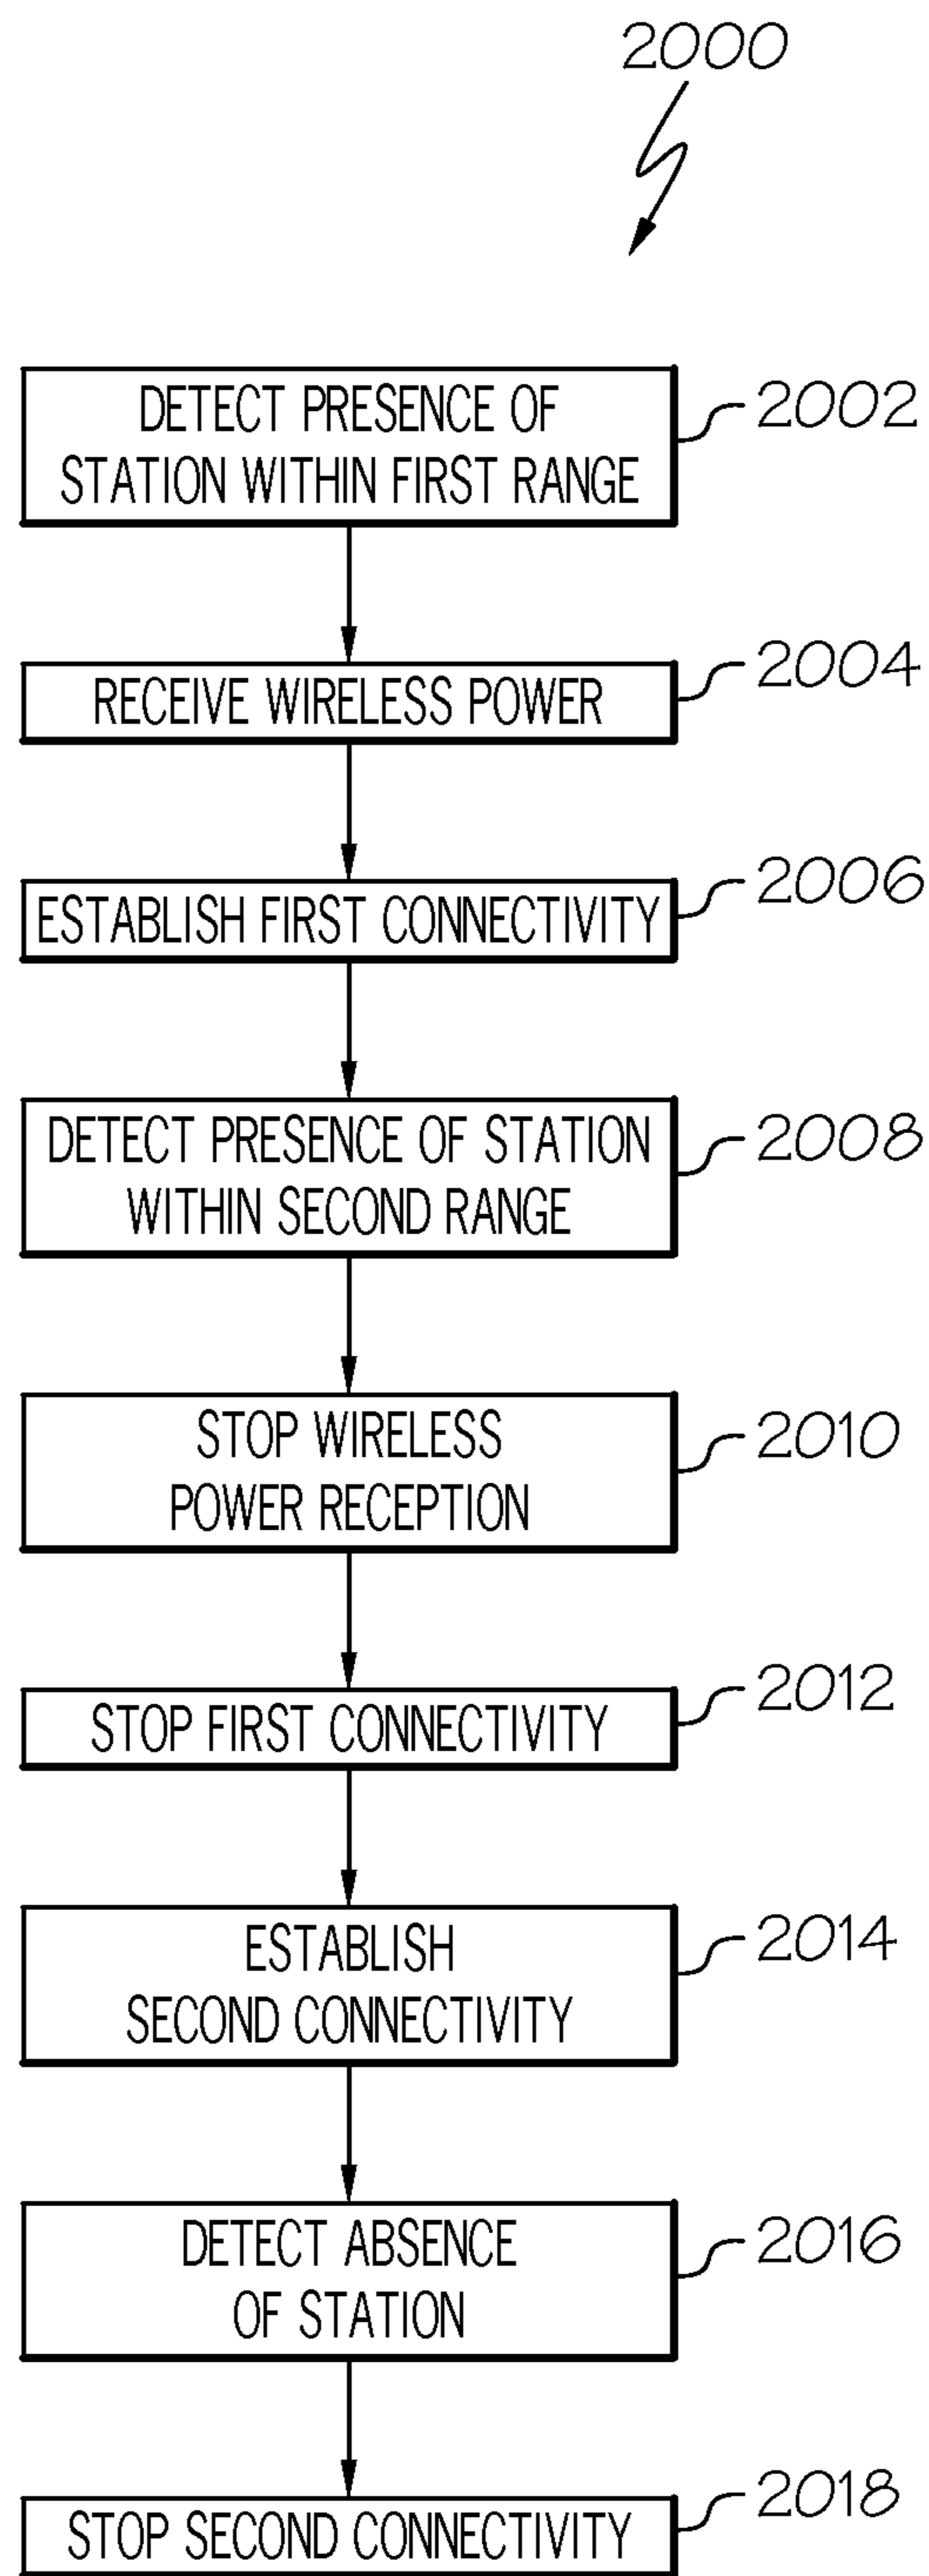 2000
DETECT PRESENCE OF
STATION WITHIN FIRST RANGE
2002
RECEIVE WIRELESS POWER
2004
ESTABLISH FIRST CONNECTIVITY
2006
DETECT PRESENCE OF STATION
WITHIN SECOND RANGE
2008
STOP WIRELESS
POWER RECEPTION
2010
STOP FIRST CONNECTIVITY
2012
ESTABLISH
SECOND CONNECTIVITY
2014
DETECT ABSENCE
OF STATION
2016
STOP SECOND CONNECTIVITY
2018